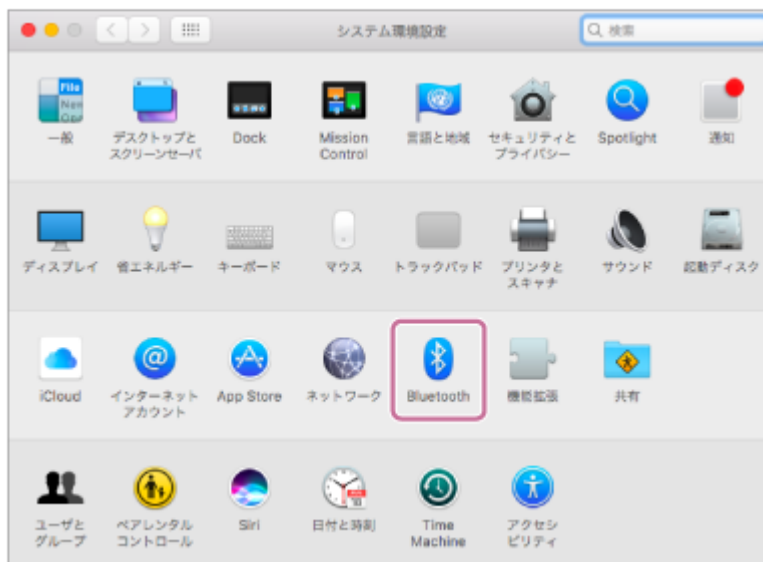 システム環境設定
検索
一般
デスクトップと
スクリーンセーバ
Dock
Mission
Control
言語と地域
セキュリティと
プライバシー
Spotlight
通知
ディスプレイ
省エネルギー
キーボード
マウス
トラックパッド
プリンタと
スキャナ
サウンド
起動ディスク
iCloud
インターネット
アカウント
App Store
ネットワーク
Bluetooth
機能拡張
共有
ユーザと
グループ
ペアレンタル
コントロール
Siri
日付と時刻
Time
Machine
アクセシ
ビリティ